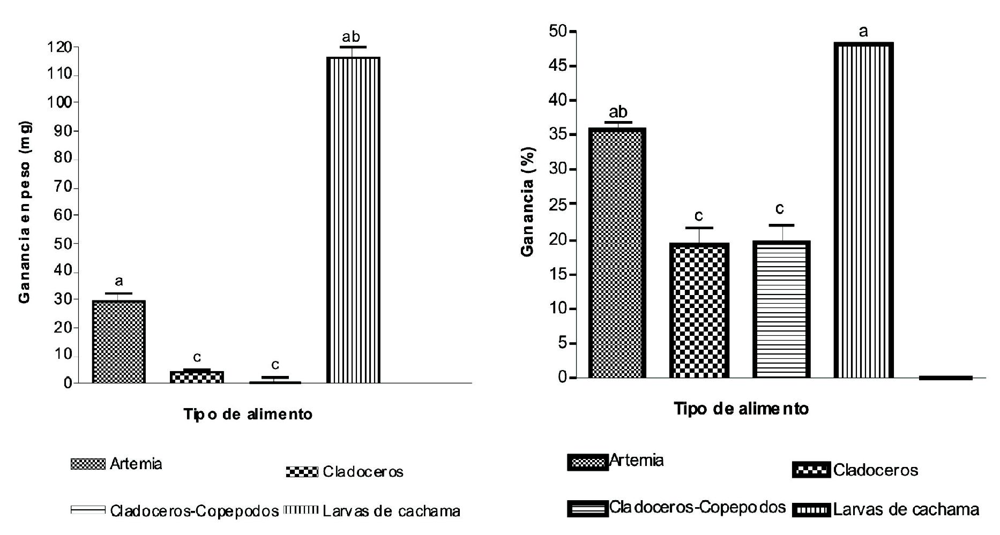 Ganancia en peso (mg)
120
110
100
90
80
70
60
50
40
30
20
10
0
a
c
c
ab
Tipo de alimento
Artemia
Cladoceros
Cladoceros-Copepodos
Larvas de cachama
Ganancia (%)
50
45
40
35
30
25
20
15
10
5
0
ab
c
c
a
Tipo de alimento
Artemia
Cladoceros
Cladoceros-Copepodos
Larvas de cachama